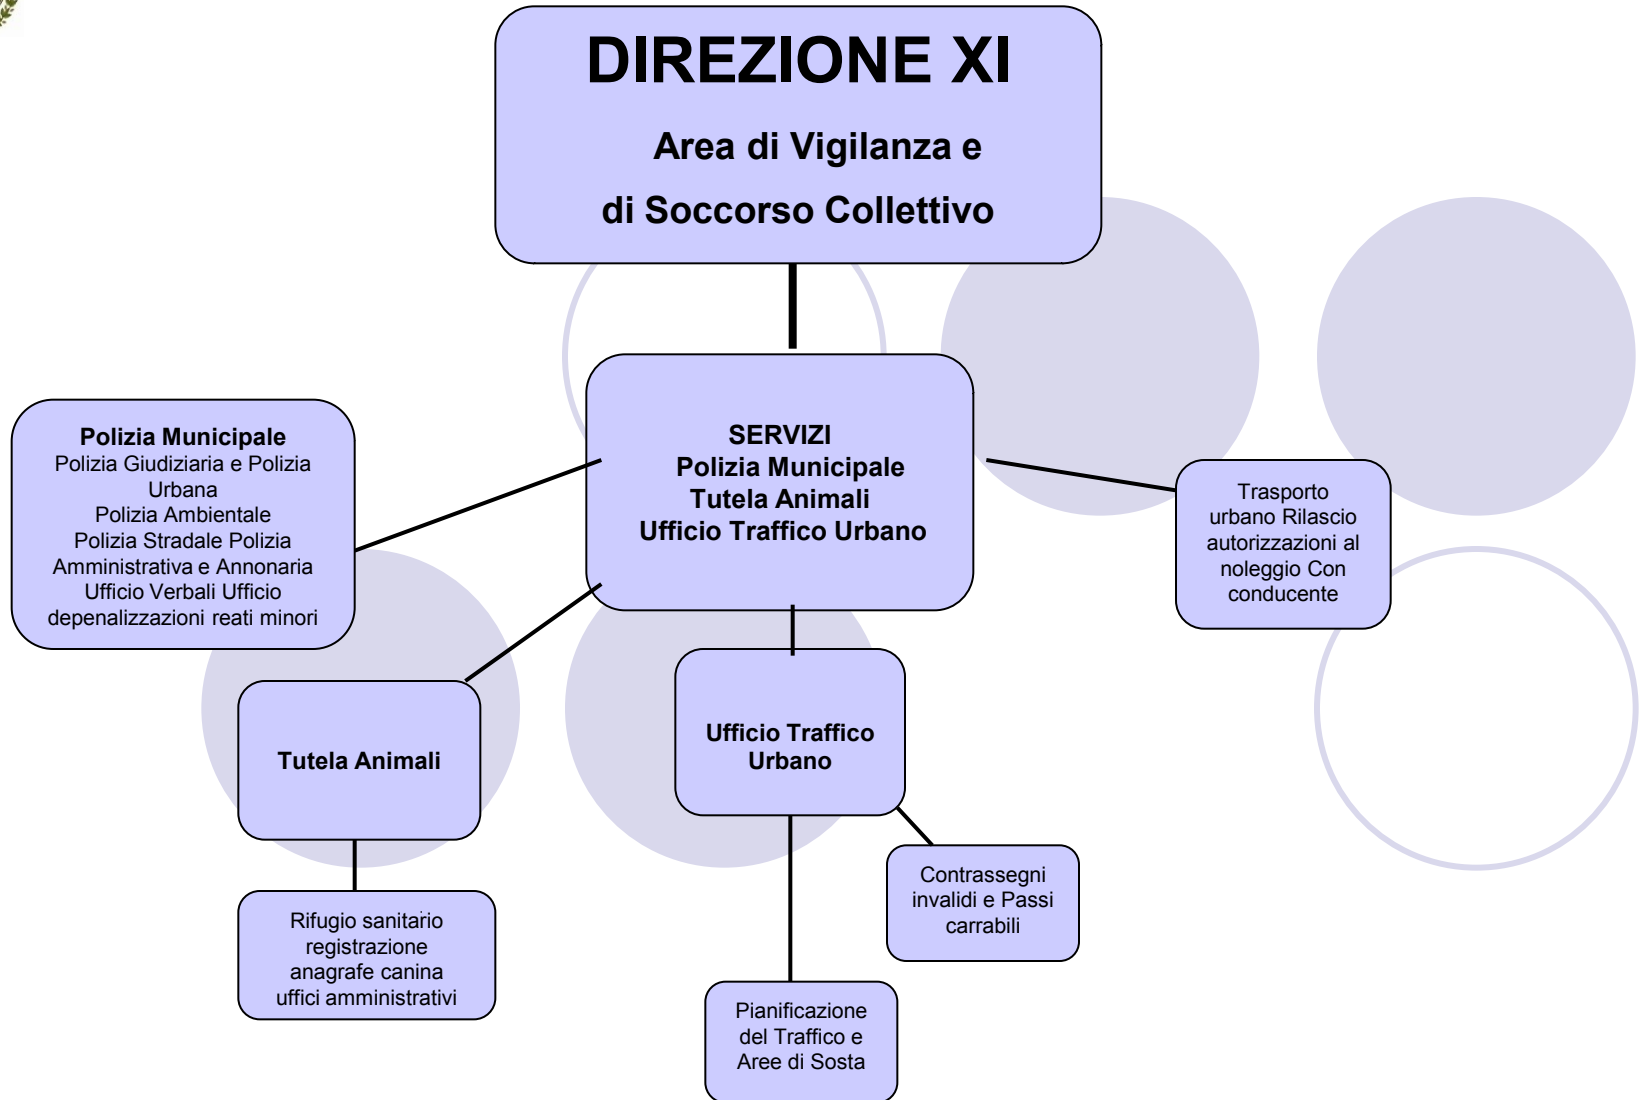 DIREZIONE XI
Area di Vigilanza e
di Soccorso Collettivo
SERVIZI
Polizia Municipale
Tutela Animali
Ufficio Traffico Urbano
Polizia Municipale
Polizia Giudiziaria e Polizia
Urbana
Polizia Ambientale
Polizia Stradale Polizia
Amministrativa e Annonaria
Ufficio Verbali Ufficio
depenalizzazioni reati minori
Trasporto
urbano Rilascio
autorizzazioni al
noleggio Con
conducente
Tutela Animali
Ufficio Traffico
Urbano
Rifugio sanitario
registrazione
anagrafe canina
uffici amministrativi
Contrassegni
invalidi e Passi
carrabili
Pianificazione
del Traffico e
Aree di Sosta